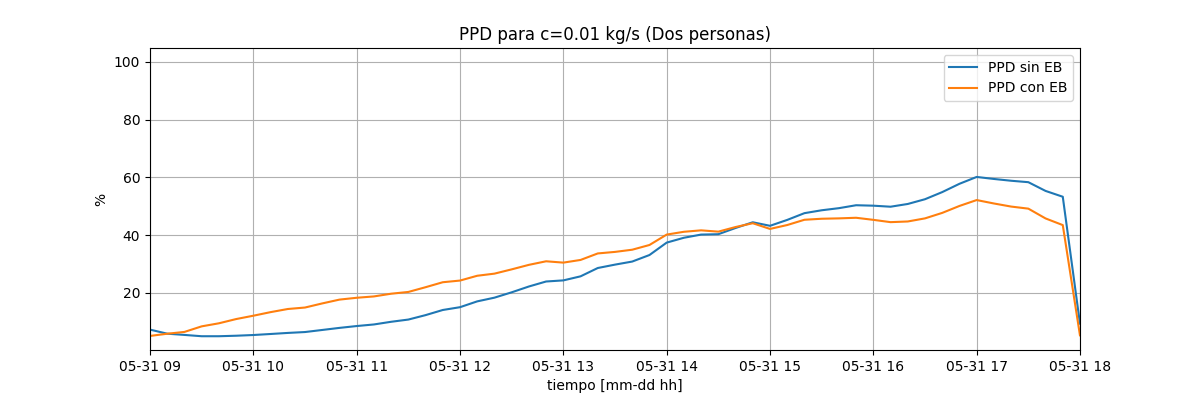 PPD para c=0.01 kg/s (Dos personas)
PPD sin EB
PPD con EB
100
80
60
40
20
%
05-31 09 05-31 10 05-31 11 05-31 12 05-31 13 05-31 14 05-31 15 05-31 16 05-31 17 05-31 18
tiempo [mm-dd hh]